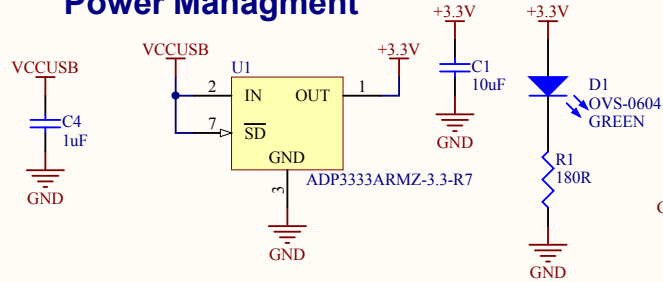 Power Managment
VCCUSB
C4
1uF
GND
VCCUSB
U1
2
IN
OUT
1
+3.3V
7
SD
GND
3
ADP3333ARMZ-3.3-R7
GND
+3.3V
C1
10uF
GND
+3.3V
D1
OVS-0604
GREEN
R1
180R
GND